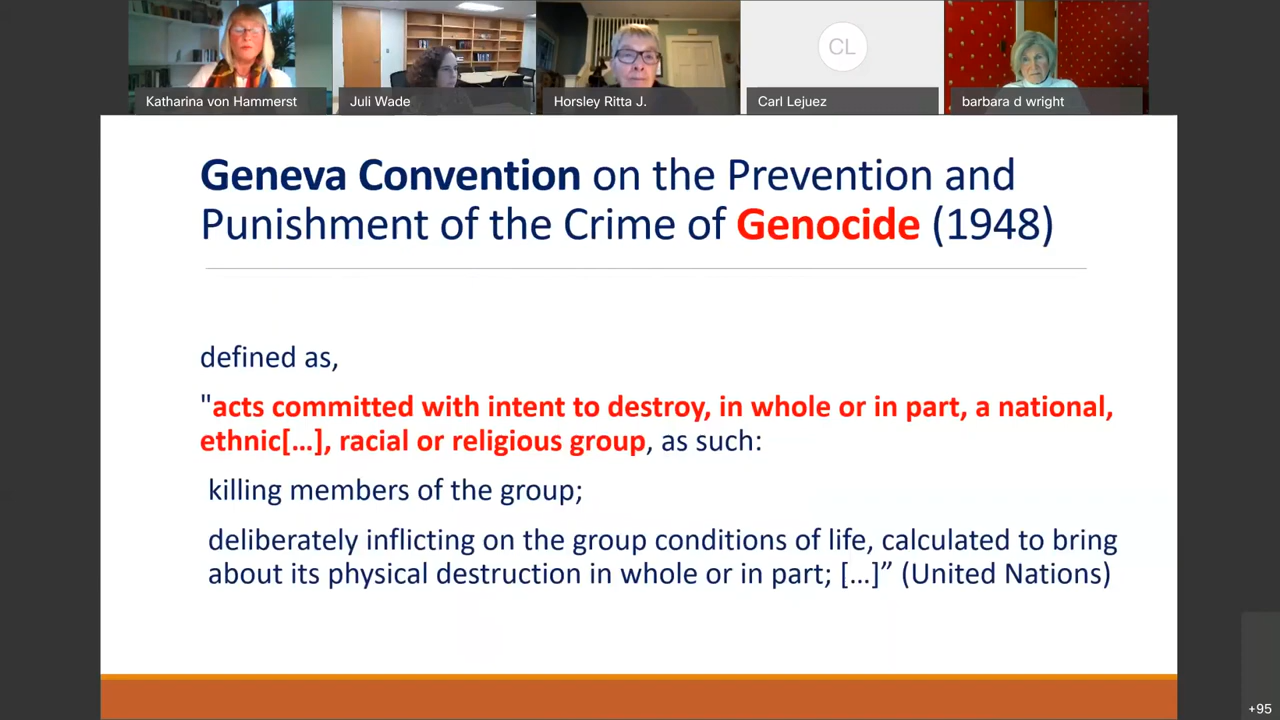 Katharina von Hammerst
Juli Wade
Horsley Ritta J.
CL
Carl Lejuez
barbara d wright
Geneva Convention on the Prevention and
Punishment of the Crime of Genocide (1948)
defined as,
"acts committed with intent to destroy, in whole or in part, a national,
ethnic[…], racial or religious group, as such:
killing members of the group;
deliberately inflicting on the group conditions of life, calculated to bring
about its physical destruction in whole or in part; […]” (United Nations)
+95